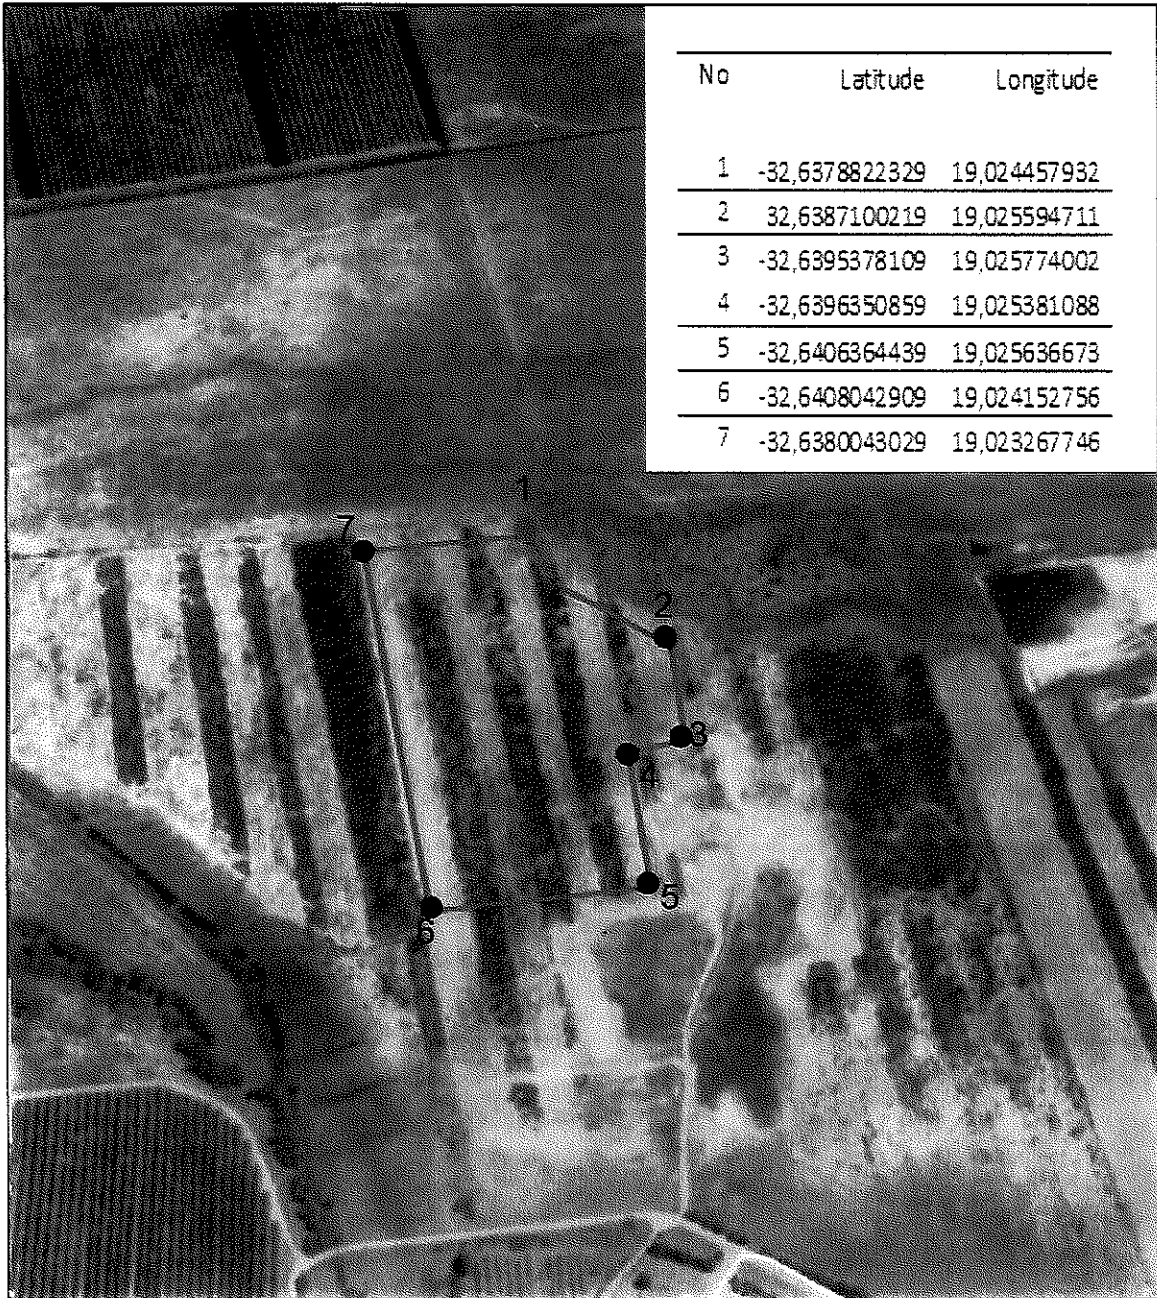 No Latitude Longitude
1 -32,6378822329 19,024457932
2 32,6387100219 19,025594711
3 -32,6395378109 19,025774002
4 -32,6396350859 19,025381088
5 -32,6406364439 19,025636673
6 -32,6408042909 19,024152756
7 -32,6380043029 19,023267746
1
7
2
3
4
5
6